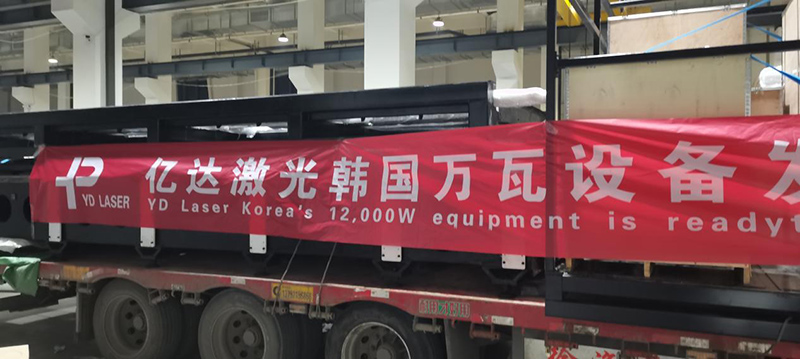 亿达激光韩国万瓦设备发
YD LASER
YD Laser Korea's 12,000W equipment is readyt